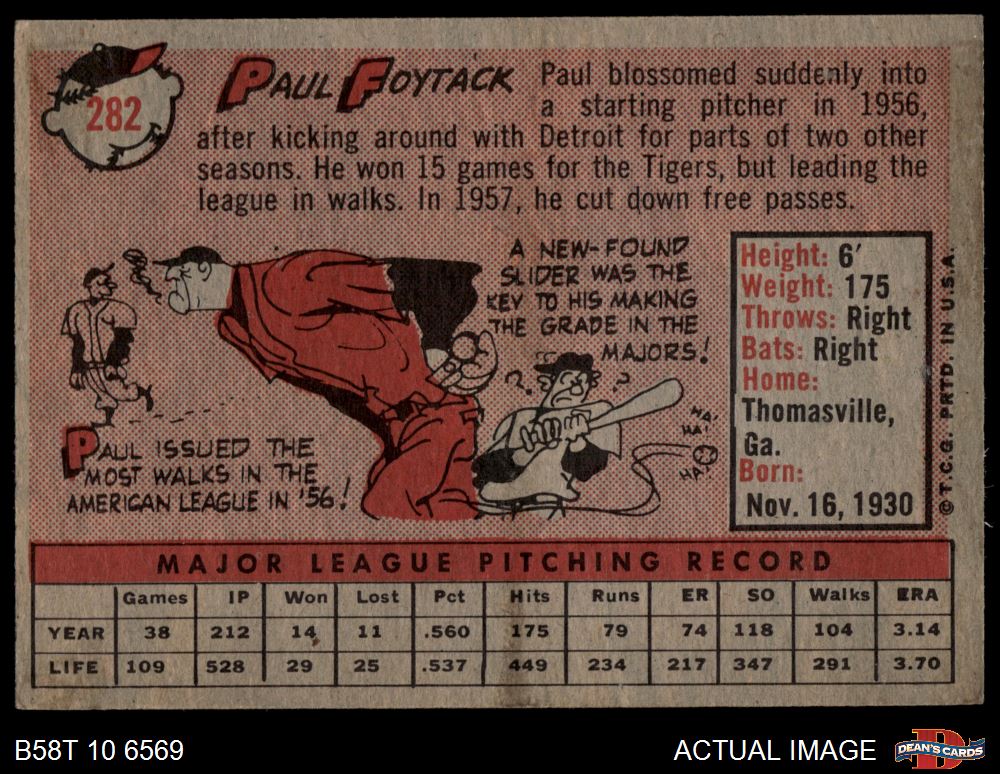 282
PAUL FOYTACK
Paul blossomed suddenly into
a starting pitcher in 1956,
after kicking around with Detroit for parts of two other
seasons. He won 15 games for the Tigers, but leading the
league in walks. In 1957, he cut down free passes.
A NEW-FOUND
SLIDER WAS THE
KEY TO HIS MAKING
THE GRADE IN THE
MAJORS!
? ?
HA!
HA!
HA!
PAUL ISSUED THE
MOST WALKS IN THE
AMERICAN LEAGUE IN '56!
Height: 6'
Weight: 175
Throws: Right
Bats: Right
Home:
Thomasville,
Ga.
Born:
Nov. 16, 1930
© T.C.G. PRTD. IN U.S.A.
MAJOR LEAGUE PITCHING RECORD
Games IP Won Lost Pct Hits Runs ER SO Walks ERA
YEAR 38 212 14 11 .560 175 79 74 118 104 3.14
LIFE 109 528 29 25 .537 449 234 217 347 291 3.70
B58T 10 6569
ACTUAL IMAGE
D
DEAN'S CARDS